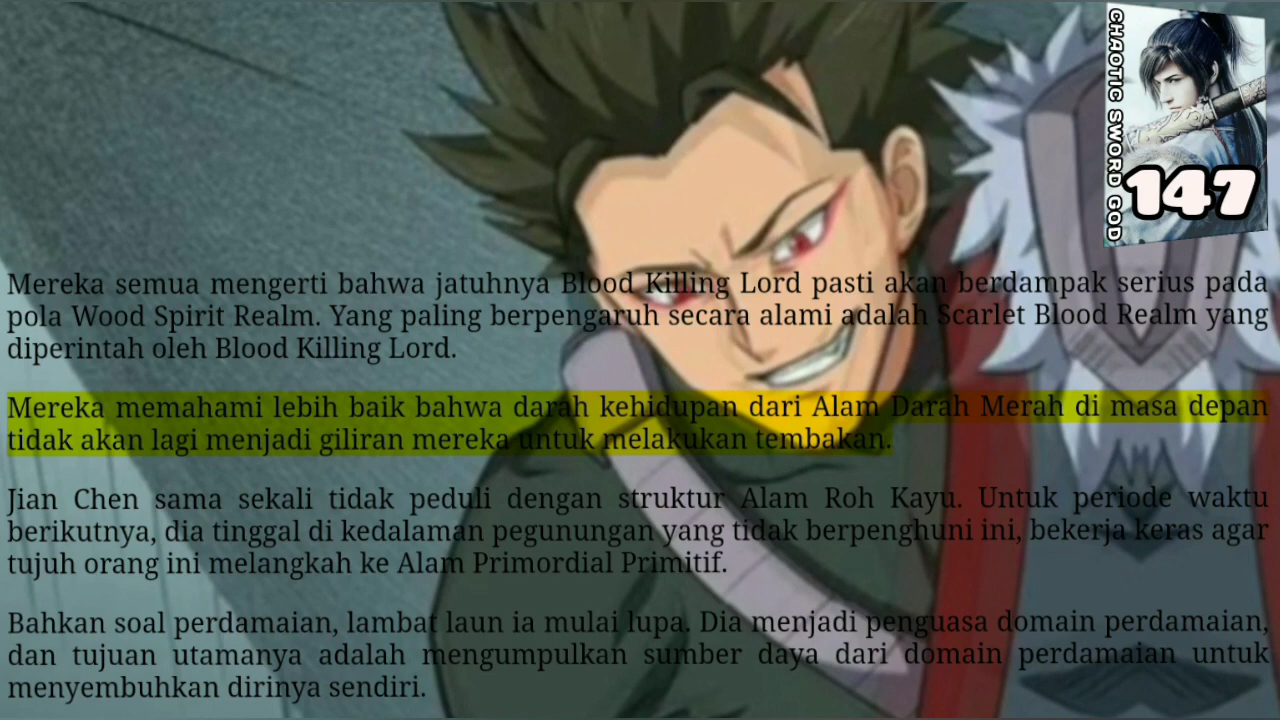 CHAOTIC SWORD GOD
147
Mereka semua mengerti bahwa jatuhnya Blood Killing Lord pasti akan berdampak serius pada
pola Wood Spirit Realm. Yang paling berpengaruh secara alami adalah Scarlet Blood Realm yang
diperintah oleh Blood Killing Lord.
Mereka memahami lebih baik bahwa darah kehidupan dari Alam Darah Merah di masa depan
tidak akan lagi menjadi giliran mereka untuk melakukan tembakan.
Jian Chen sama sekali tidak peduli dengan struktur Alam Roh Kayu. Untuk periode waktu
berikutnya, dia tinggal di kedalaman pegunungan yang tidak berpenghuni ini, bekerja keras agar
tujuh orang ini melangkah ke Alam Primordial Primitif.
Bahkan soal perdamaian, lambat laun ia mulai lupa. Dia menjadi penguasa domain perdamaian,
dan tujuan utamanya adalah mengumpulkan sumber daya dari domain perdamaian untuk
menyembuhkan dirinya sendiri.